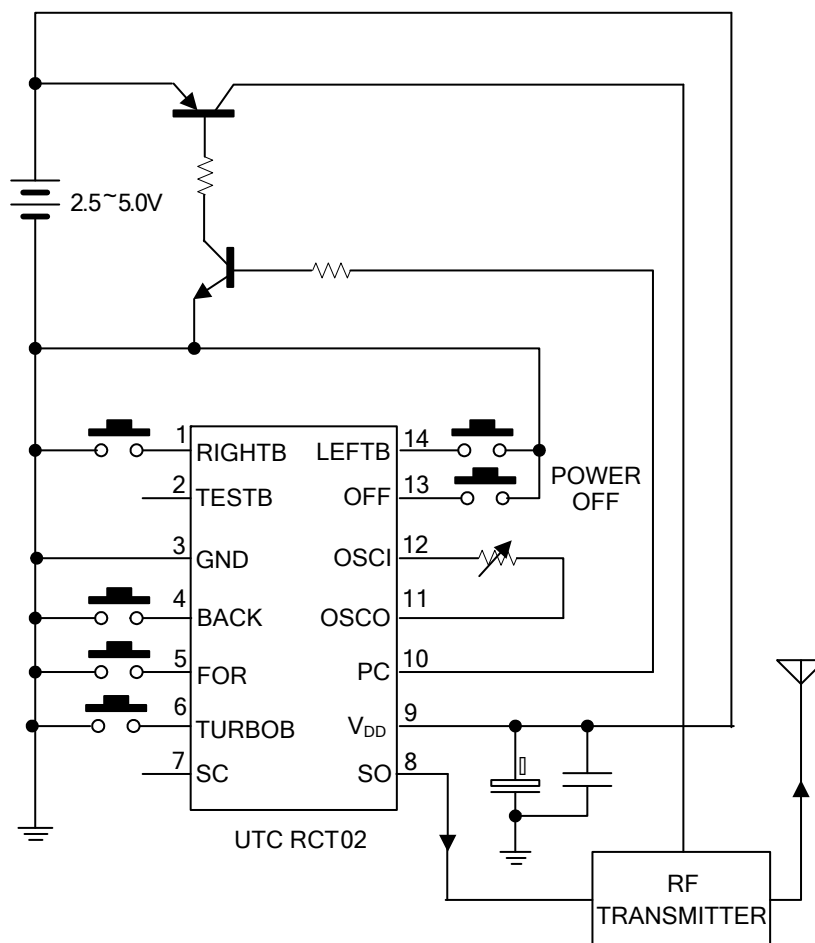 2.5~5.0V
1
RIGHTB
LEFTB
14
2
TESTB
OFF
13
POWER
OFF
3
GND
OSCI
12
4
BACK
OSCO
11
5
FOR
PC
10
6
TURBOB
VDD
9
7
SC
SO
8
UTC RCT02
RF
TRANSMITTER